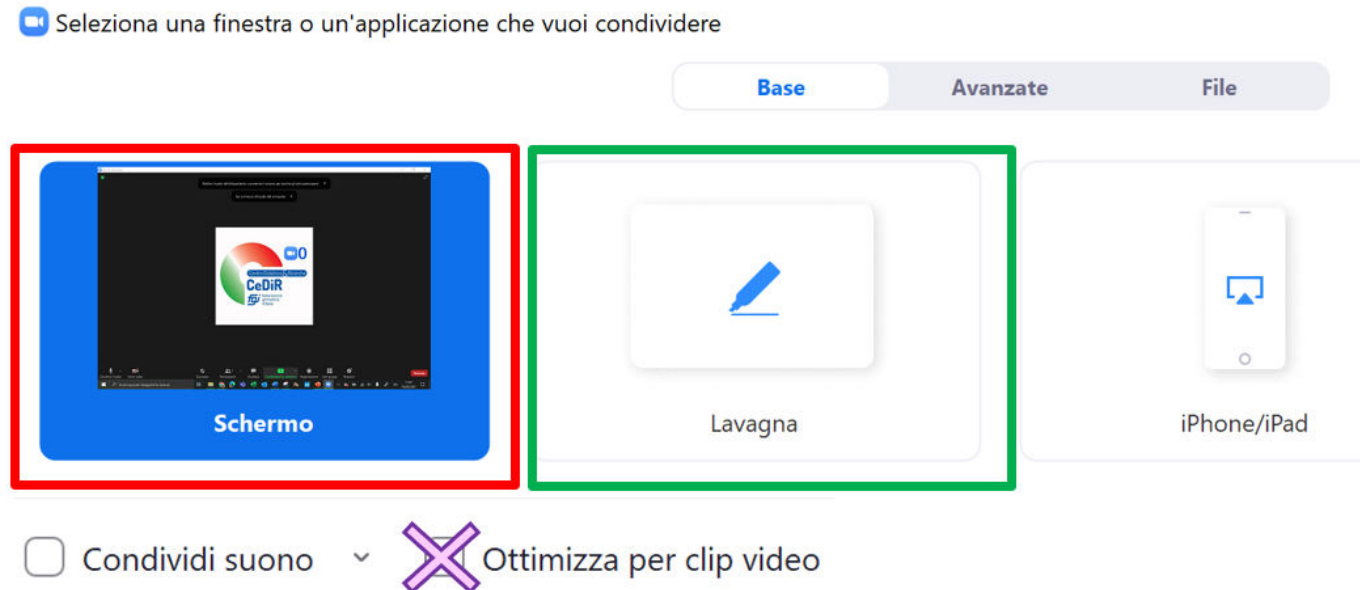 Seleziona una finestra o un'applicazione che vuoi condividere
Base Avanzate File
CeDiR
Schermo Lavagna iPhone/iPad
Condividi suono Ottimizza per clip video